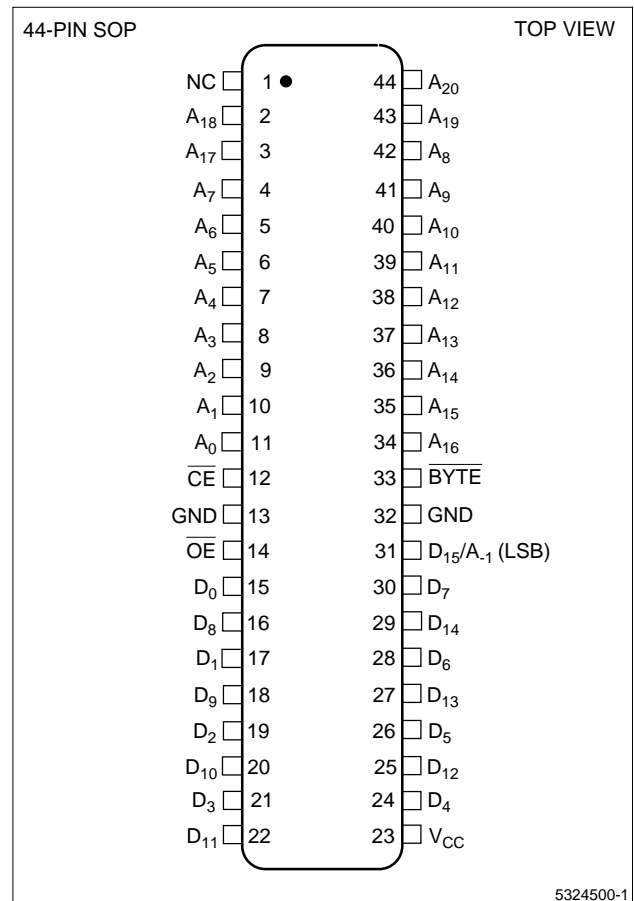 44-PIN SOP TOP VIEW
NC 1 44 A20
A18 2 43 A19
A17 3 42 A8
A7 4 41 A9
A6 5 40 A10
A5 6 39 A11
A4 7 38 A12
A3 8 37 A13
A2 9 36 A14
A1 10 35 A15
A0 11 34 A16
C̅E̅ 12 33 B̅Y̅T̅E̅
GND 13 32 GND
O̅E̅ 14 31 D15/A-1 (LSB)
D0 15 30 D7
D8 16 29 D14
D1 17 28 D6
D9 18 27 D13
D2 19 26 D5
D10 20 25 D12
D3 21 24 D4
D11 22 23 VCC
5324500-1